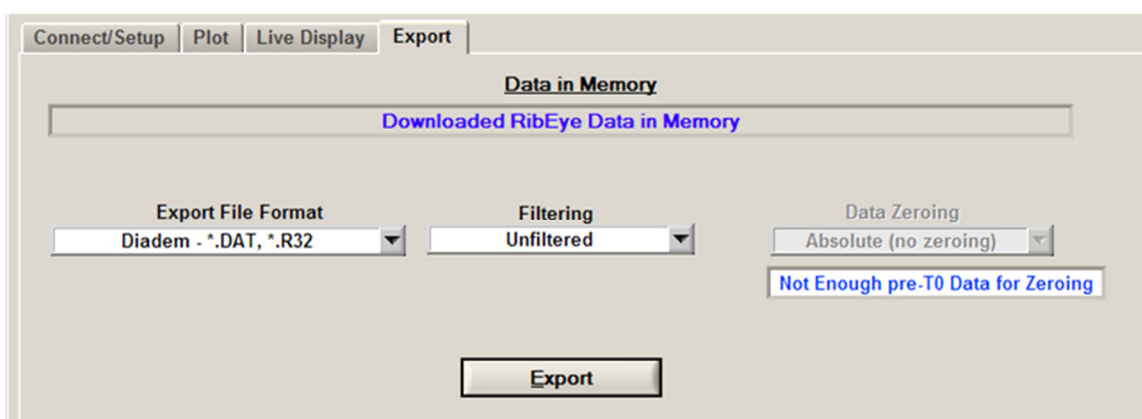 Connect/Setup Plot Live Display Export
Data in Memory
Downloaded RibEye Data in Memory
Export File Format Filtering Data Zeroing
Diadem - *.DAT, *.R32 Unfiltered Absolute (no zeroing)
Not Enough pre-T0 Data for Zeroing
Export